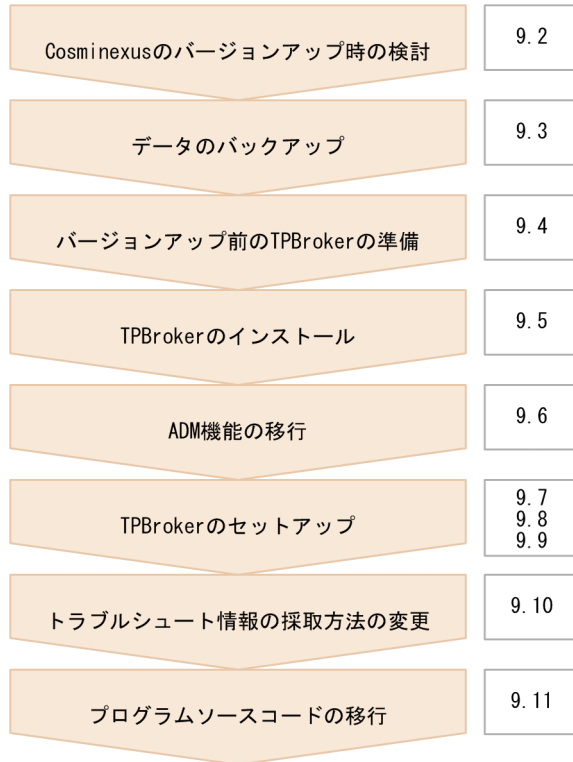 Cosminexusのバージョンアップ時の検討
9.2
データのバックアップ
9.3
バージョンアップ前のTPBrokerの準備
9.4
TPBrokerのインストール
9.5
ADM機能の移行
9.6
TPBrokerのセットアップ
9.7
9.8
9.9
トラブルシュート情報の採取方法の変更
9.10
プログラムソースコードの移行
9.11